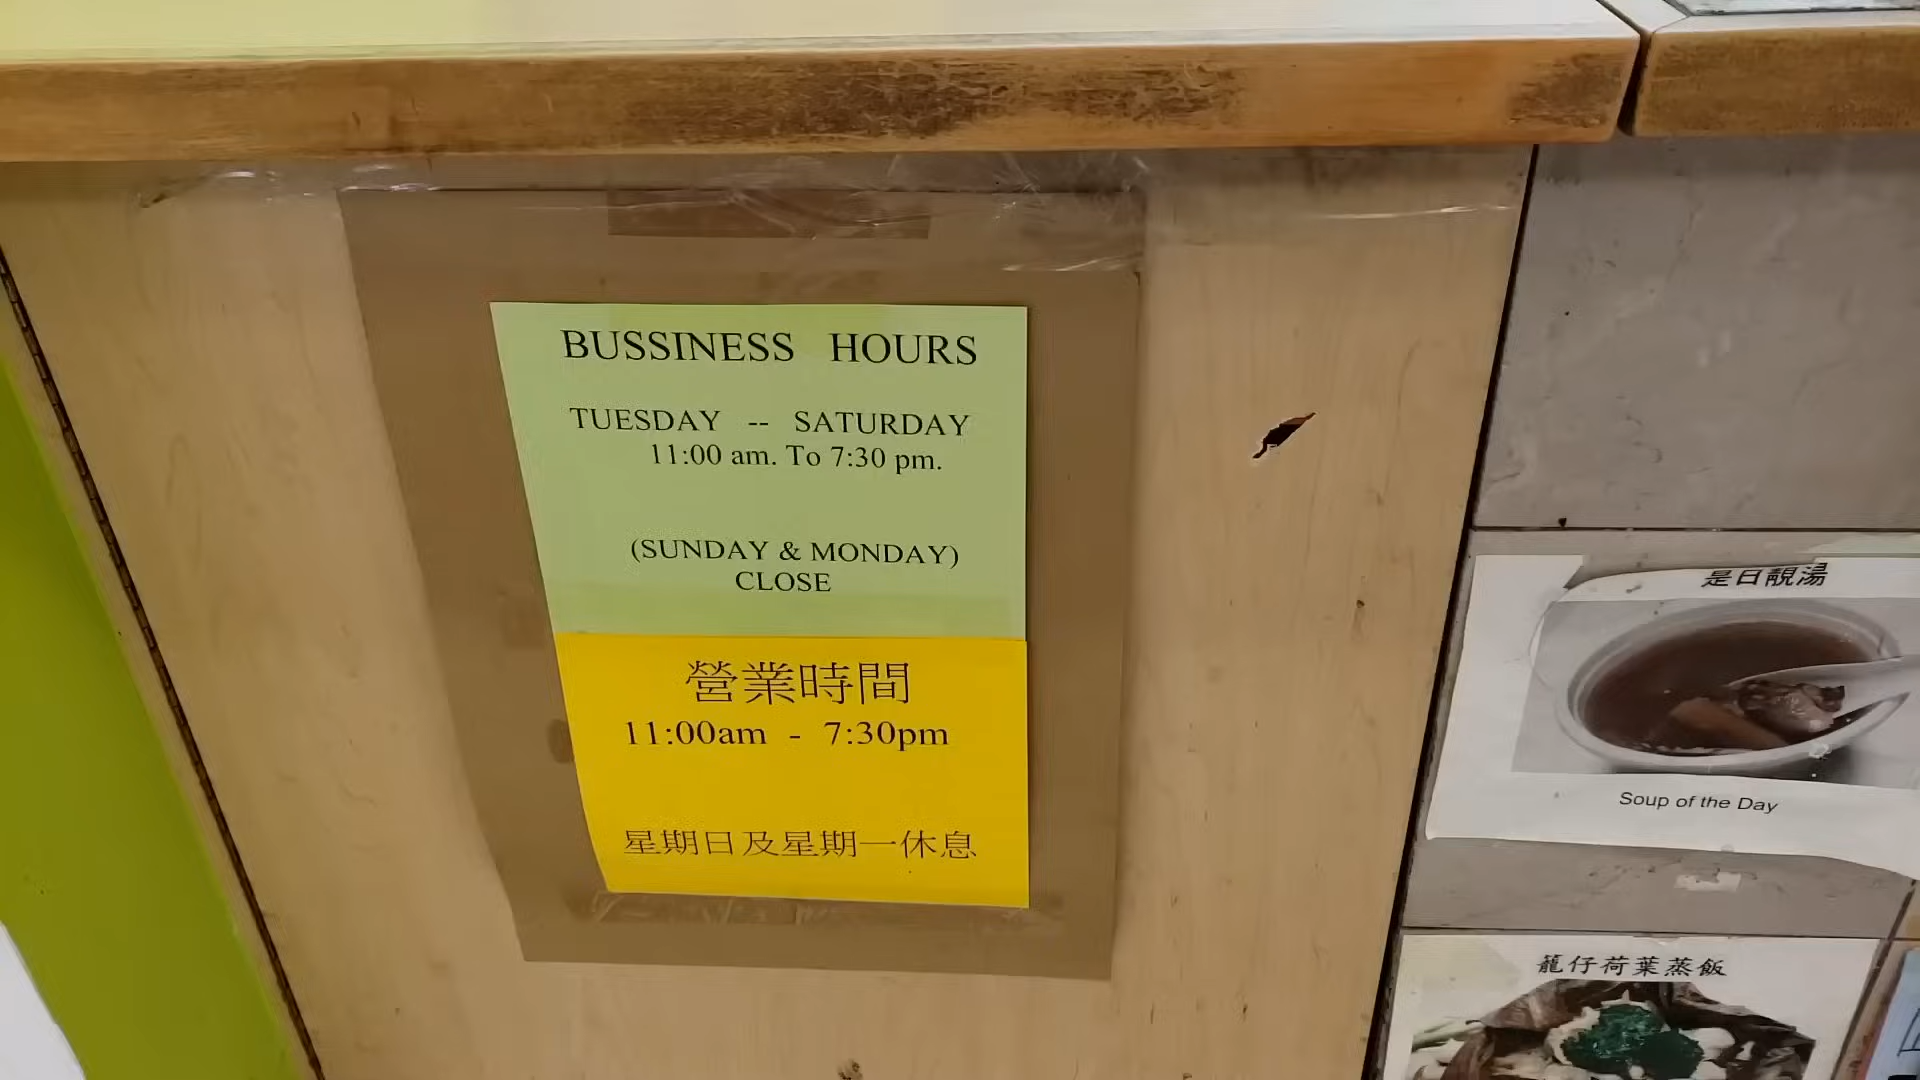 BUSSINESS HOURS
TUESDAY -- SATURDAY
11:00 am. To 7:30 pm.
(SUNDAY & MONDAY)
CLOSE
營業時間
11:00am - 7:30pm
星期日及星期一休息
是日靚湯
Soup of the Day
籠仔荷葉蒸飯